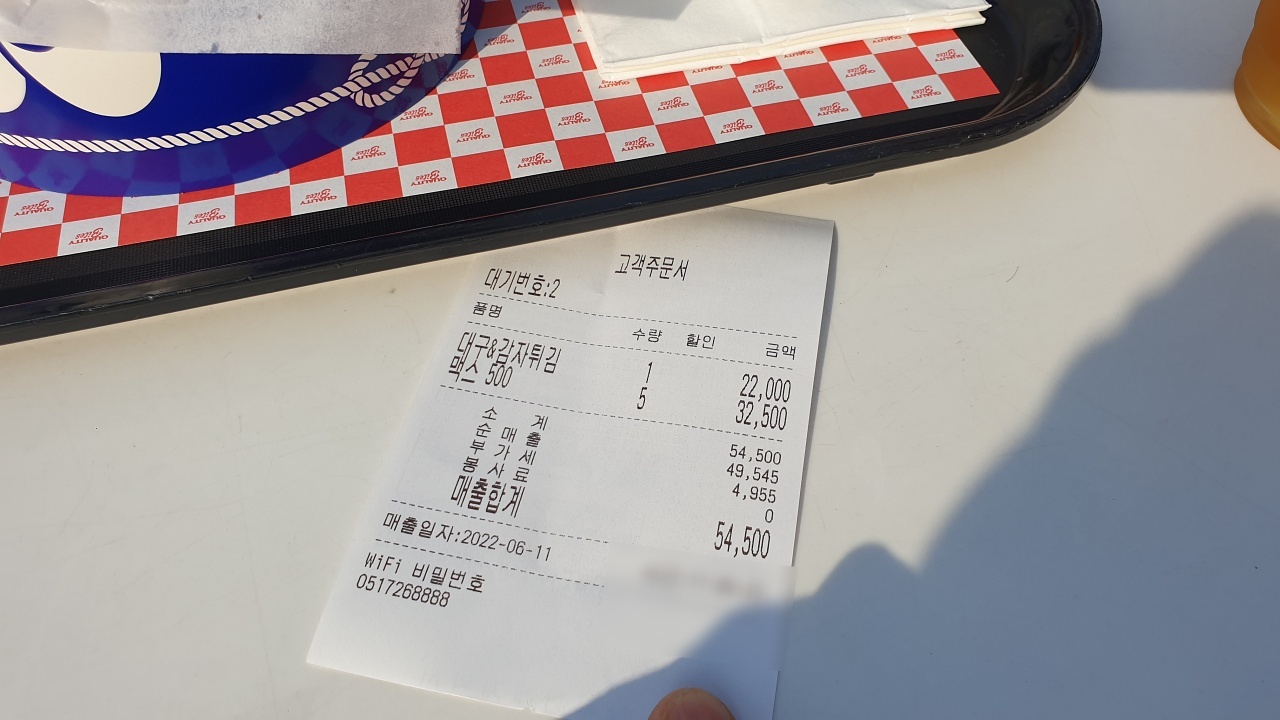 고객주문서
대기번호:2
품명 수량 할인 금액
대구&감자튀김 1 22,000
맥스 500 5 32,500
소 계 54,500
순 매 출 49,545
부 가 세 4,955
봉 사 료 0
매출합계 54,500
매출일자:2022-06-11
WiFi 비밀번호
0517268888
QUALITY Bites